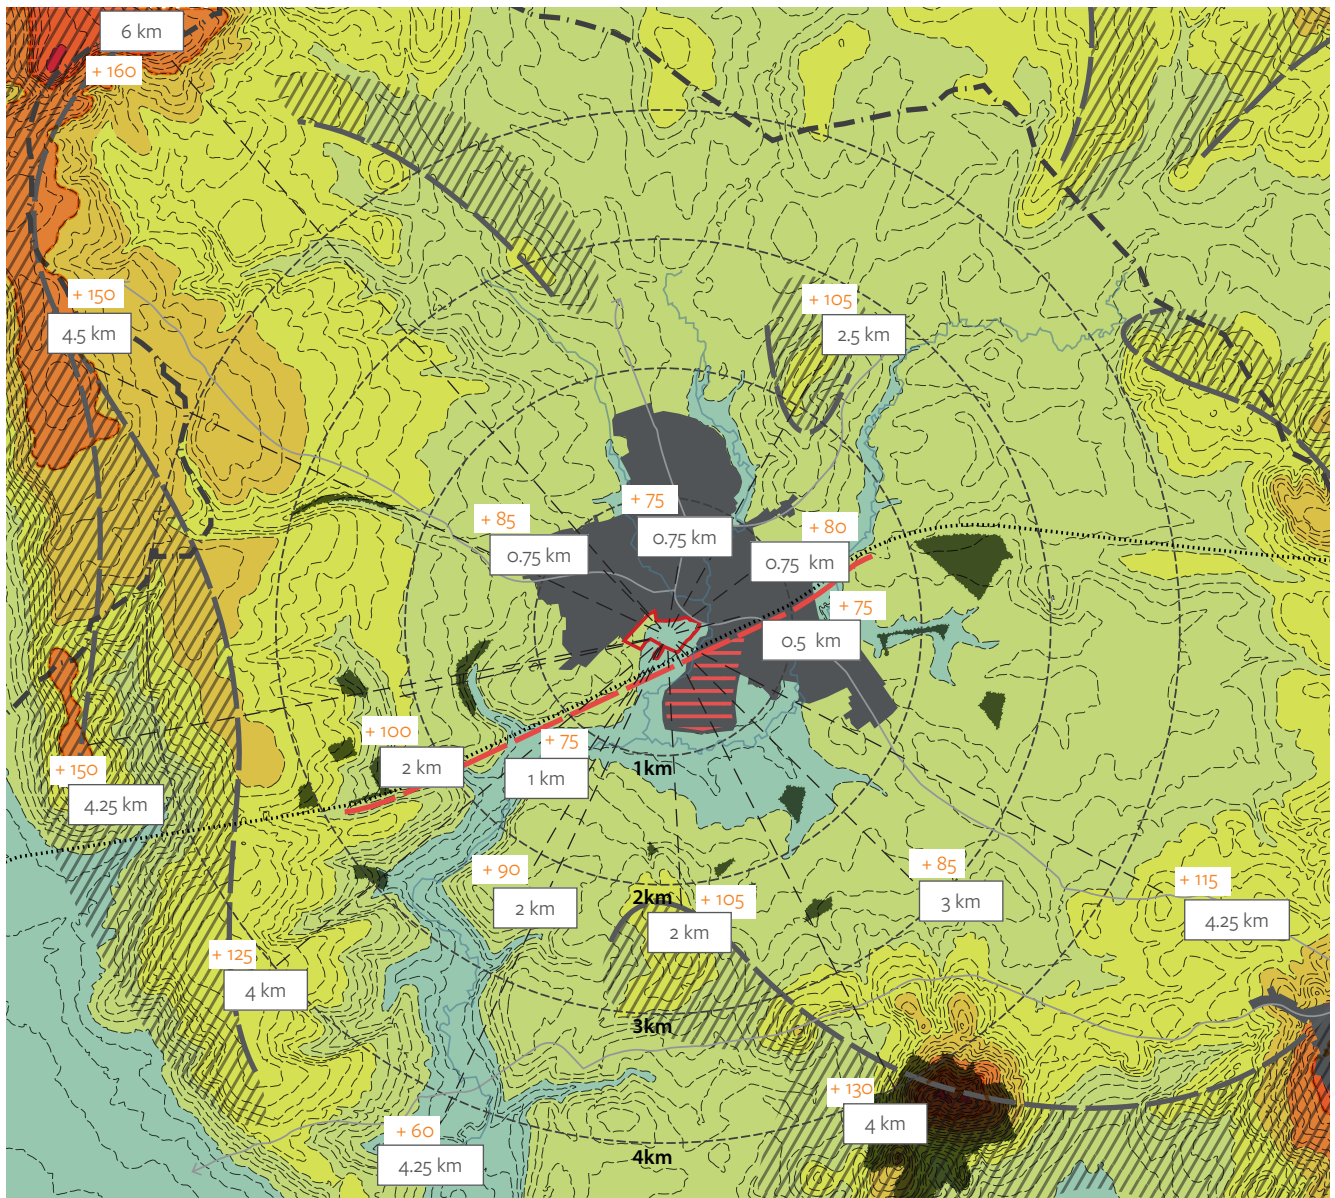 6 km
+ 160
+ 150
4.5 km
+ 105
2.5 km
+ 75
0.75 km
+ 85
0.75 km
+ 80
0.75 km
+ 75
0.5 km
+ 100
2 km
+ 75
1 km
1km
+ 150
4.25 km
+ 90
2 km
2km
+ 105
2 km
+ 85
3 km
+ 115
4.25 km
+ 125
4 km
3km
+ 130
4 km
+ 60
4.25 km
4km